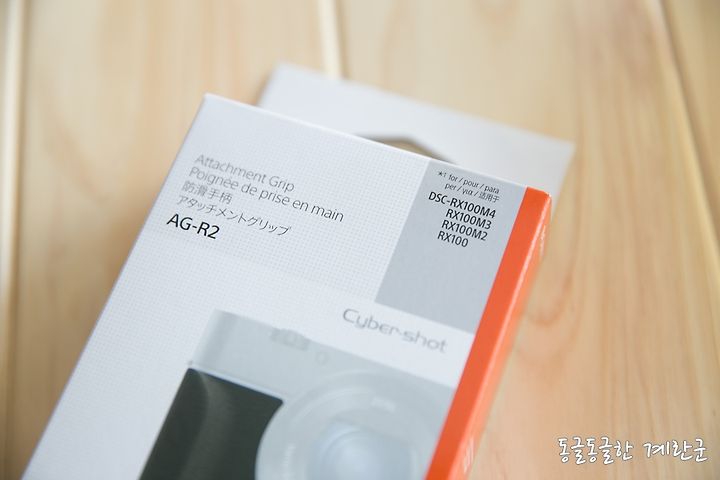 Attachment Grip
Poignée de prise en main
防滑手柄
アタッチメントグリップ
AG-R2
*1 for / pour / para
per / για / 适用于
DSC-RX100M4
RX100M3
RX100M2
RX100
Cyber-shot
동글동글한 계란군